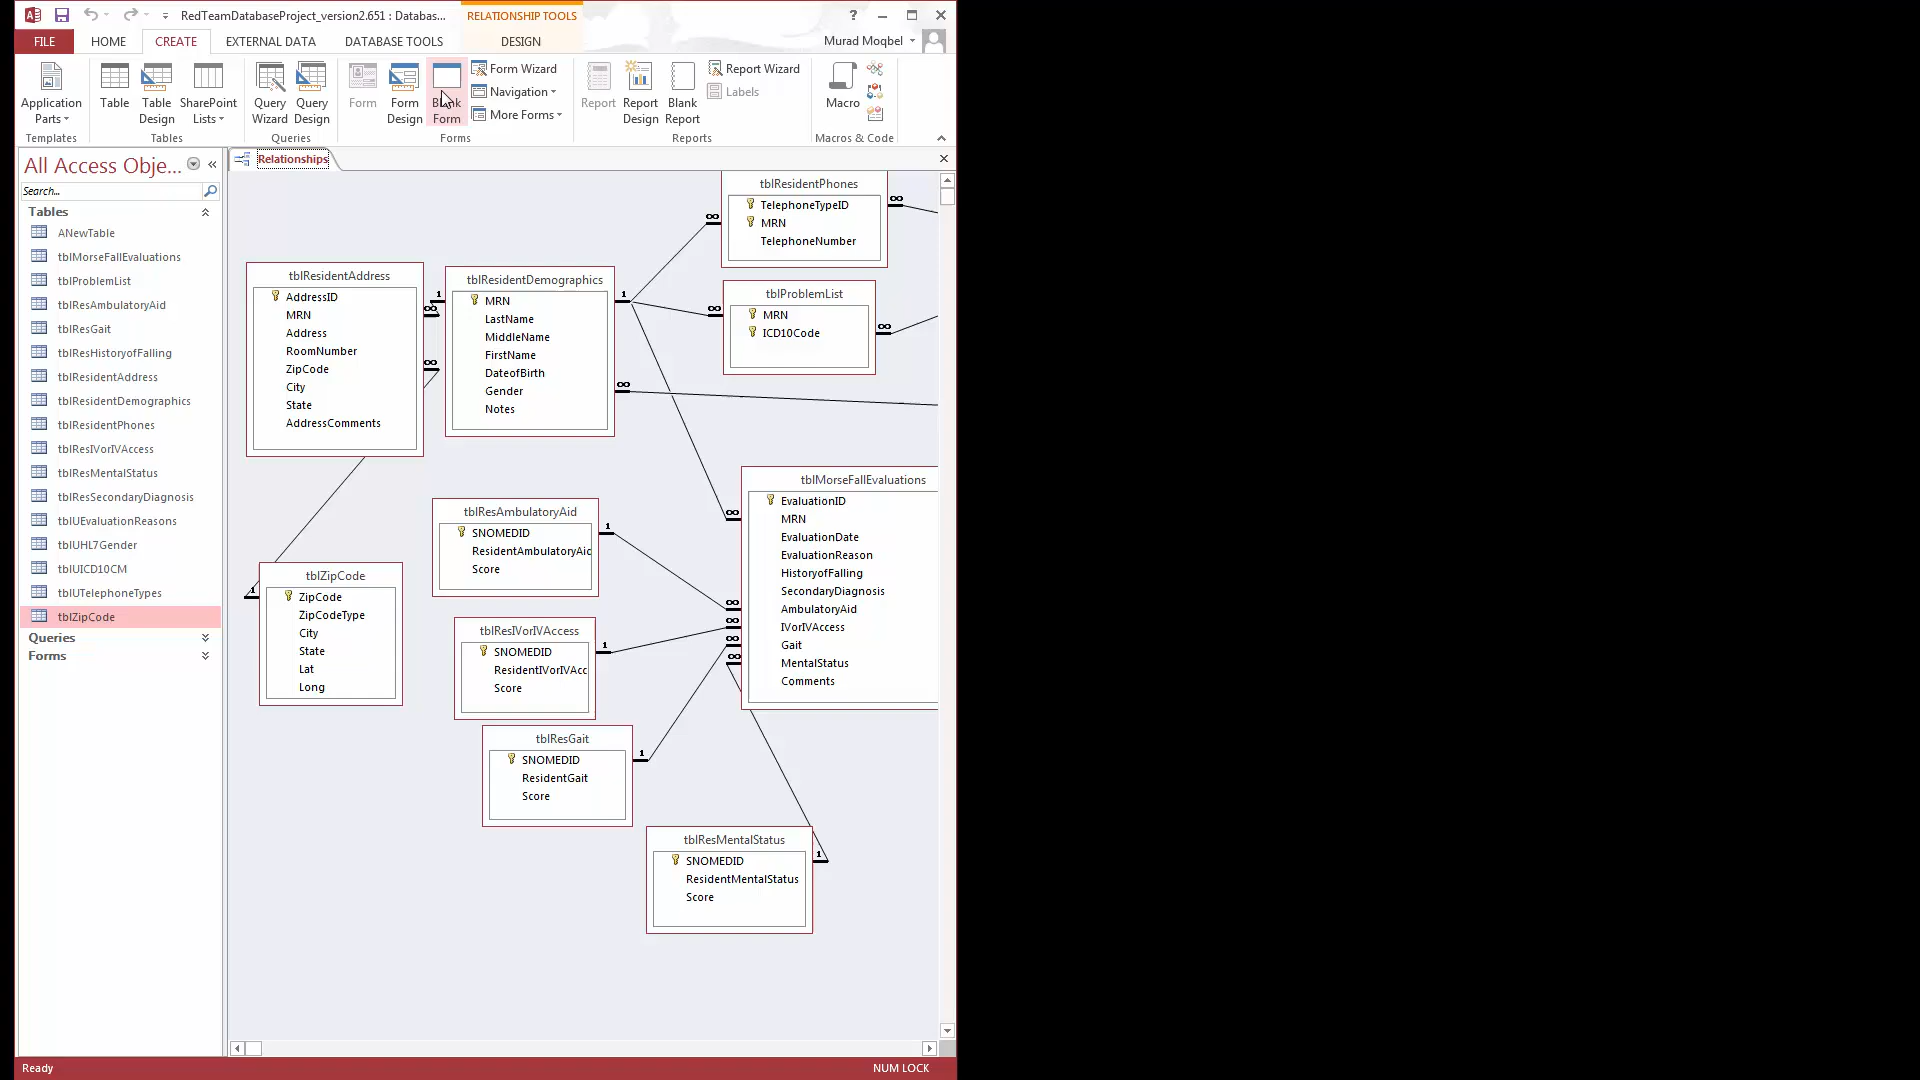 RedTeamDatabaseProject_version2.651 : Databas...
RELATIONSHIP TOOLS
?
FILE
HOME
CREATE
EXTERNAL DATA
DATABASE TOOLS
DESIGN
Murad Moqbel
Application Parts
Table
Table Design
SharePoint Lists
Query Wizard
Query Design
Form
Form Design
Blank Form
Form Wizard
Navigation
More Forms
Report
Report Design
Blank Report
Report Wizard
Labels
Macro
Templates
Tables
Queries
Forms
Reports
Macros & Code
All Access Obje...
Search...
Tables
ANewTable
tblMorseFallEvaluations
tblProblemList
tblResAmbulatoryAid
tblResGait
tblResHistoryofFalling
tblResidentAddress
tblResidentDemographics
tblResidentPhones
tblResIVorIVAccess
tblResMentalStatus
tblResSecondaryDiagnosis
tblUEvaluationReasons
tblUHL7Gender
tblUICD10CM
tblUTelephoneTypes
tblZipCode
Queries
Forms
Relationships
tblResidentPhones
TelephoneTypeID
MRN
TelephoneNumber
tblResidentAddress
AddressID
MRN
Address
RoomNumber
ZipCode
City
State
AddressComments
tblResidentDemographics
MRN
LastName
MiddleName
FirstName
DateofBirth
Gender
Notes
tblProblemList
MRN
ICD10Code
tblMorseFallEvaluations
EvaluationID
MRN
EvaluationDate
EvaluationReason
HistoryofFalling
SecondaryDiagnosis
AmbulatoryAid
IVorIVAccess
Gait
MentalStatus
Comments
tblResAmbulatoryAid
SNOMEDID
ResidentAmbulatoryAid
Score
tblZipCode
ZipCode
ZipCodeType
City
State
Lat
Long
tblResIVorIVAccess
SNOMEDID
ResidentIVorIVAcc
Score
tblResGait
SNOMEDID
ResidentGait
Score
tblResMentalStatus
SNOMEDID
ResidentMentalStatus
Score
1
∞
∞
1
∞
∞
∞
∞
∞
∞
1
1
1
1
1
∞
∞
∞
∞
Ready
NUM LOCK